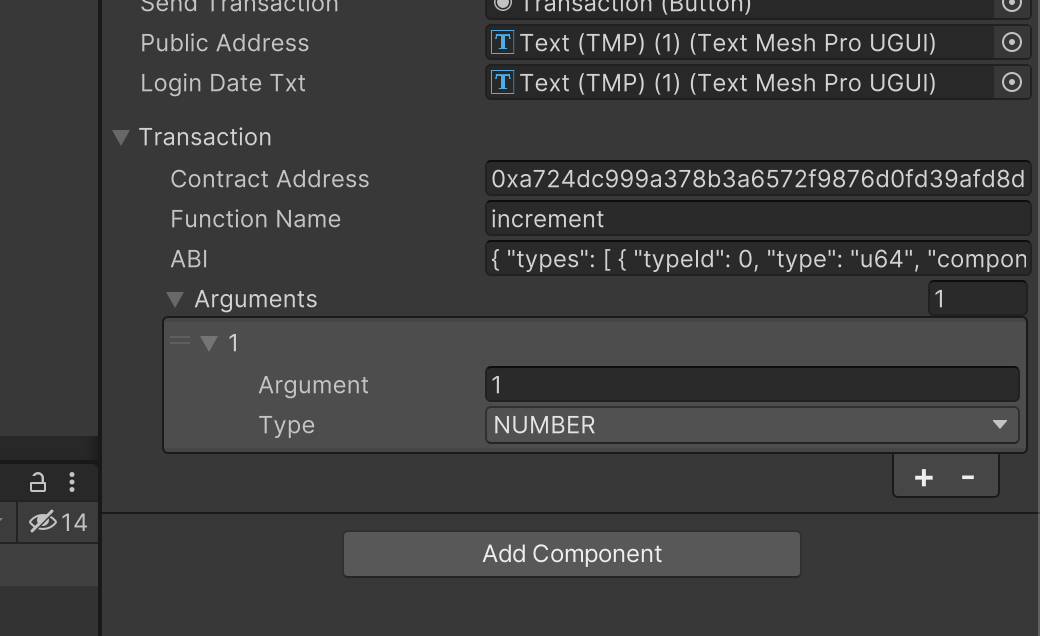 Send Transaction Transaction (Button)
Public Address T Text (TMP) (1) (Text Mesh Pro UGUI)
Login Date Txt T Text (TMP) (1) (Text Mesh Pro UGUI)
Transaction
Contract Address 0xa724dc999a378b3a6572f9876d0fd39afd8d
Function Name increment
ABI { "types": [ { "typeId": 0, "type": "u64", "compon
Arguments 1
1
Argument 1
Type NUMBER
+ -
14
Add Component